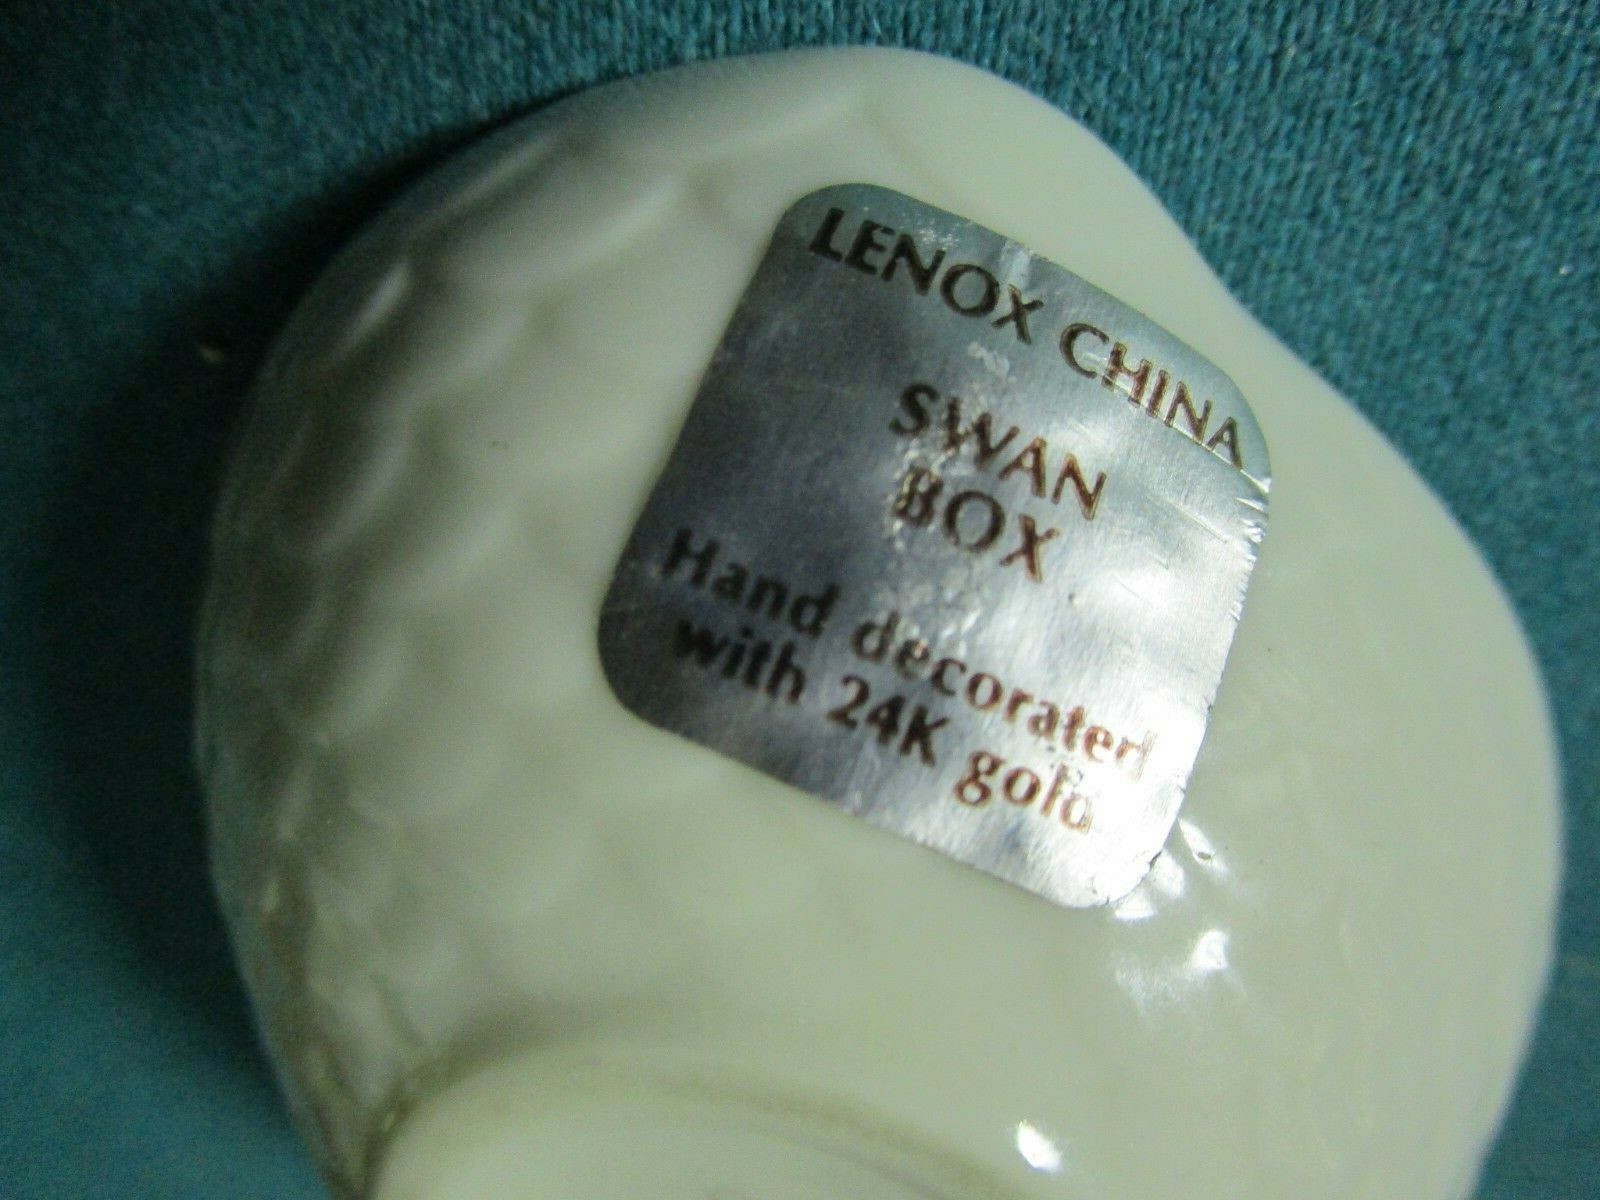 LENOX CHINA
SWAN
BOX
Hand decorated
with 24K gold